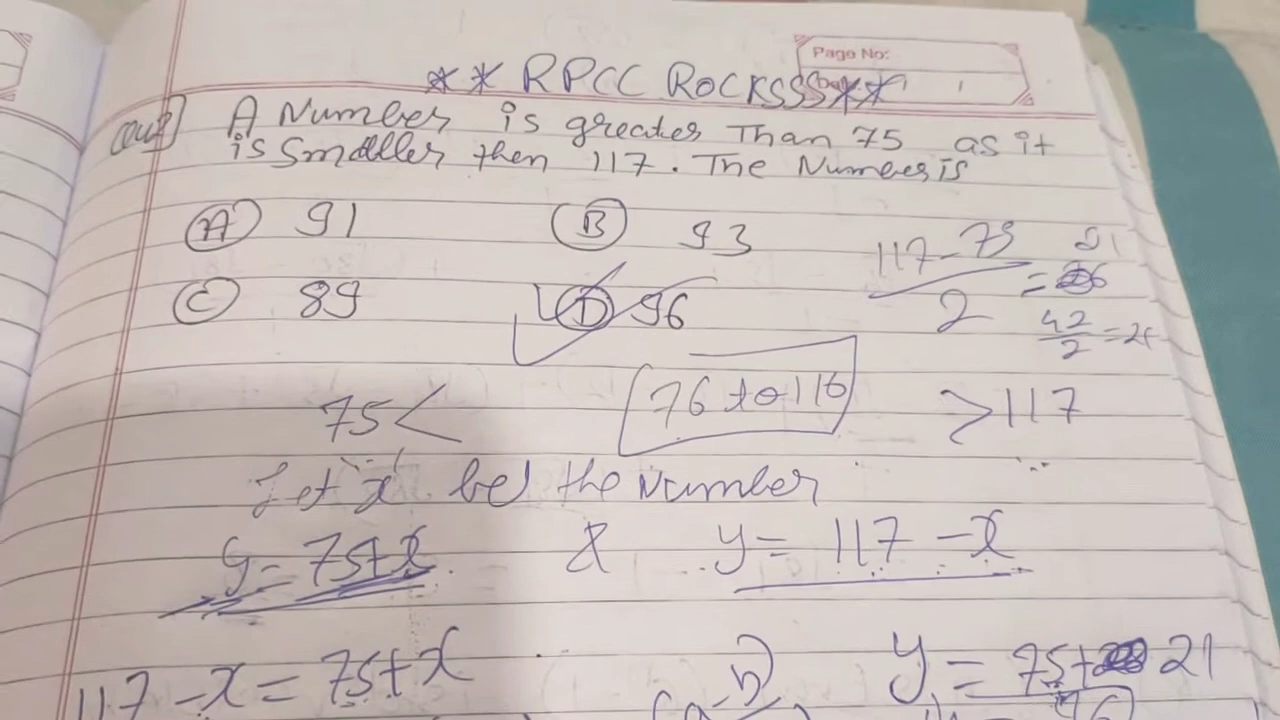 Page No:
** RPCC ROCKSSS **
A Number is greater Than 75 as it
is Smaller then 117. The Number is
(A) 91 (B) 93
(C) 89 (D) 96
117-75
2
=
42/2 = 21
75< 76 to 116 >117
Let x be the Number
y = 75+x & y = 117 - x
117 - x = 75+x
y = 75+ 21
96